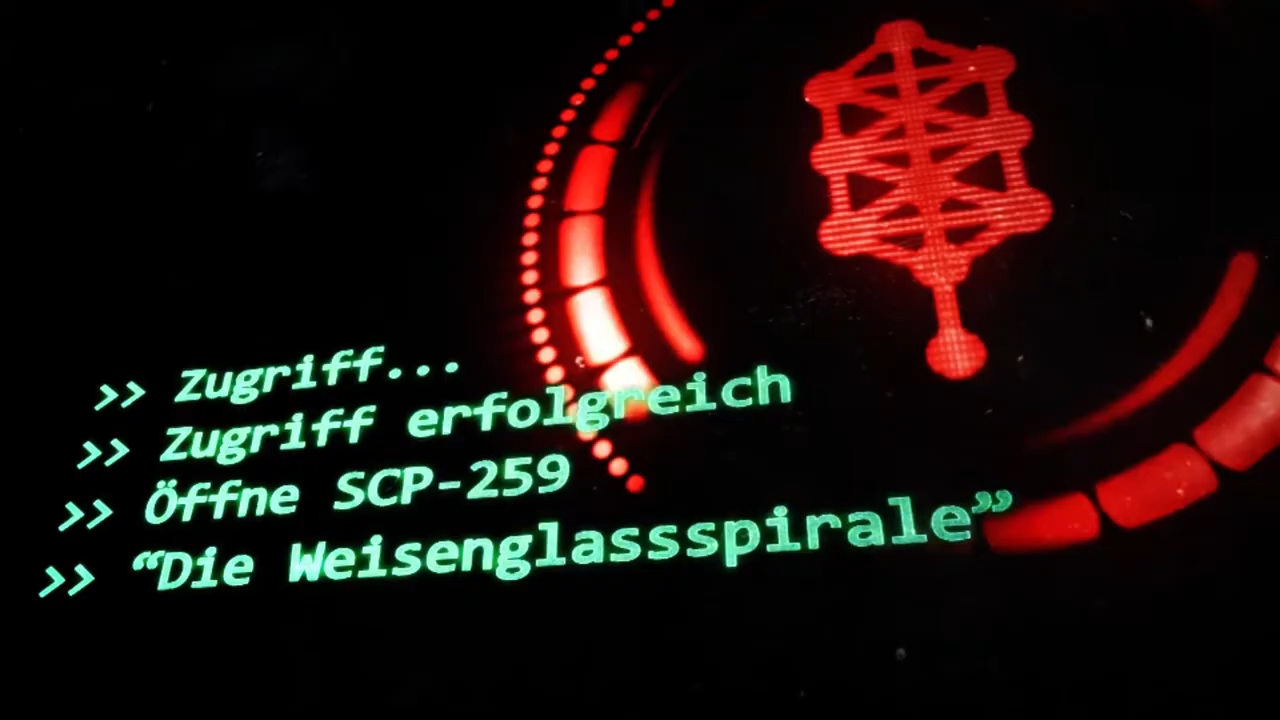 >> Zugriff...
>> Zugriff erfolgreich
>> Öffne SCP-259
>> “Die Weisenglassspirale”